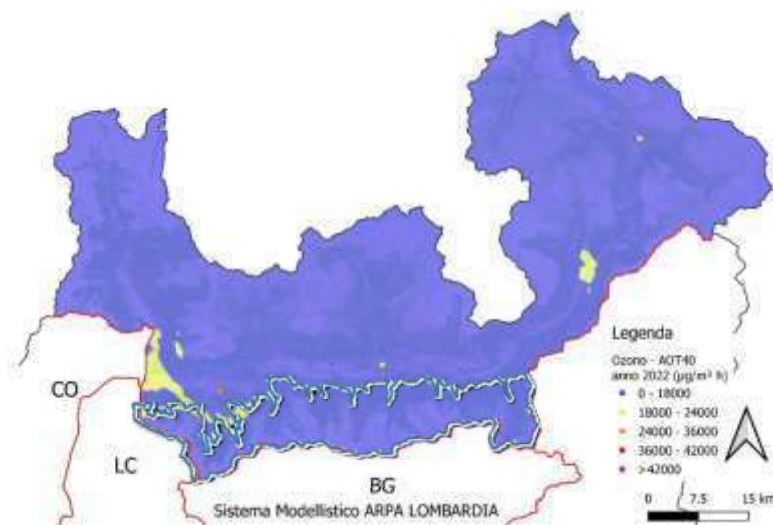 Legenda
Ozono - AOT40
anno 2022 (µg/m³ h)
0 - 18000
18000 - 24000
24000 - 36000
36000 - 42000
>42000
CO
LC
BG
Sistema Modellistico ARPA LOMBARDIA
0 7.5 15 km